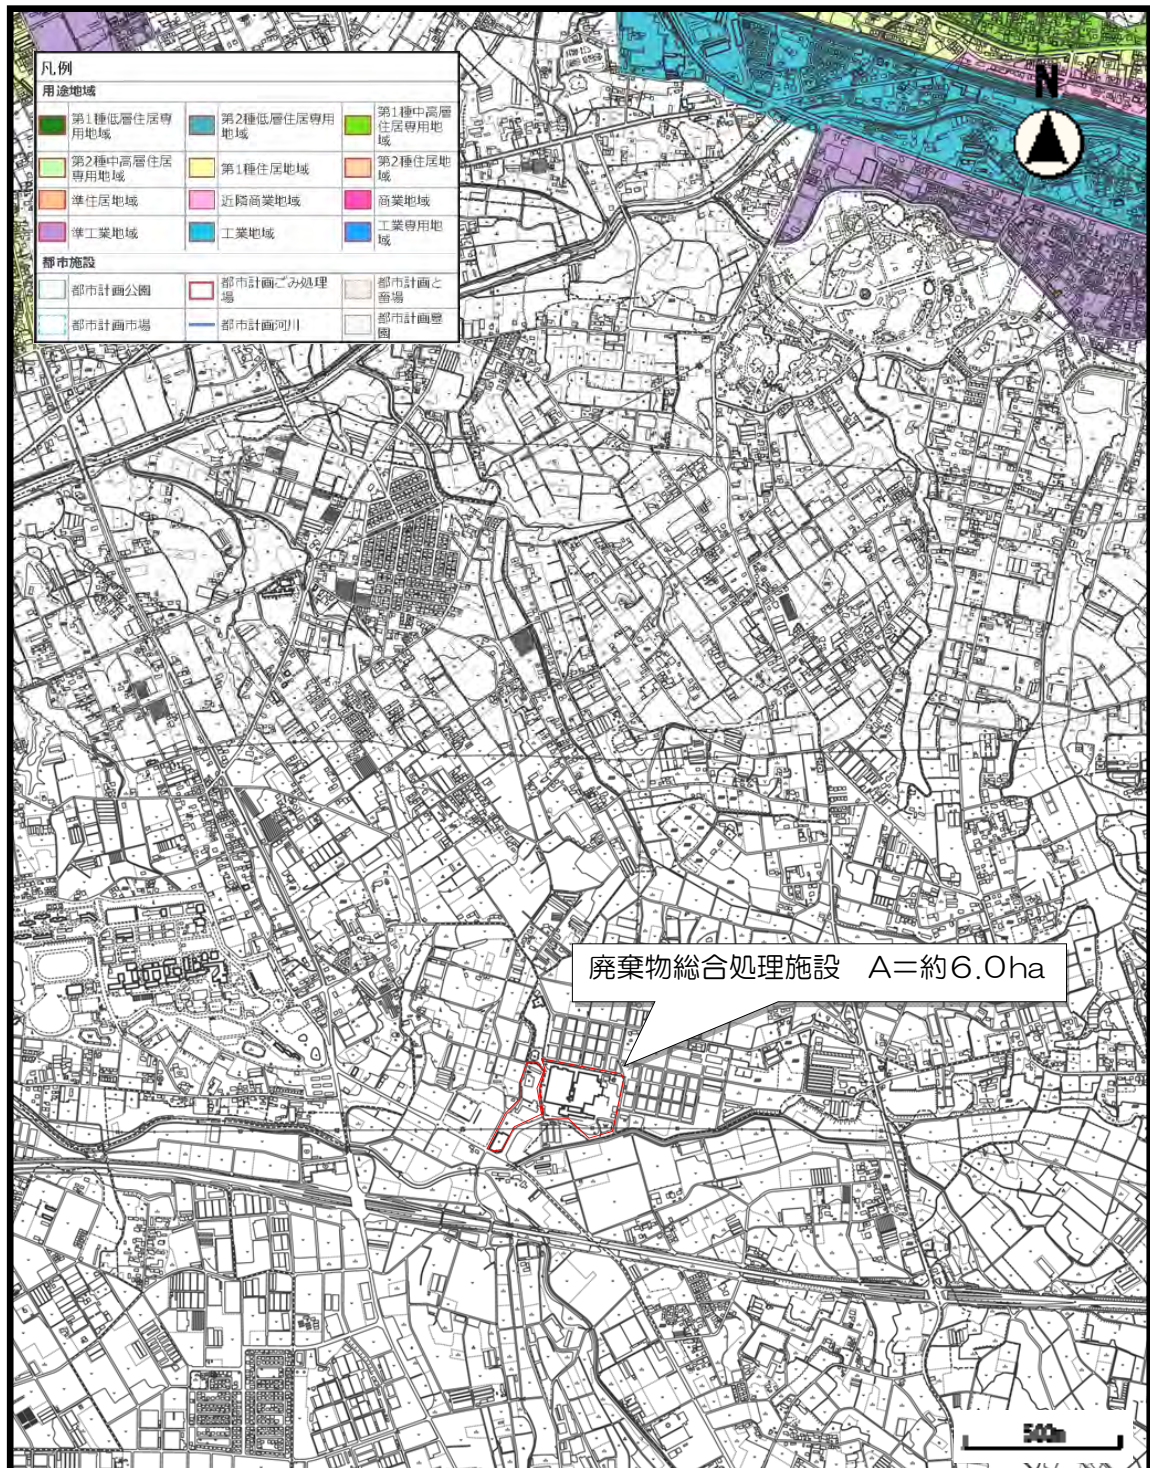 凡例
用途地域
第1種低層住居専
用地域
第2種低層住居専用
地域
第1種中高層
住居専用地
域
第2種中高層住居
専用地域
第1種住居地域
第2種住居地
域
準住居地域
近隣商業地域
商業地域
準工業地域
工業地域
工業専用地
域
都市施設
都市計画公園
都市計画ごみ処理
場
都市計画と
畜場
都市計画市場
都市計画河川
都市計画墓
園
N
廃棄物総合処理施設 A=約6.0ha
500m